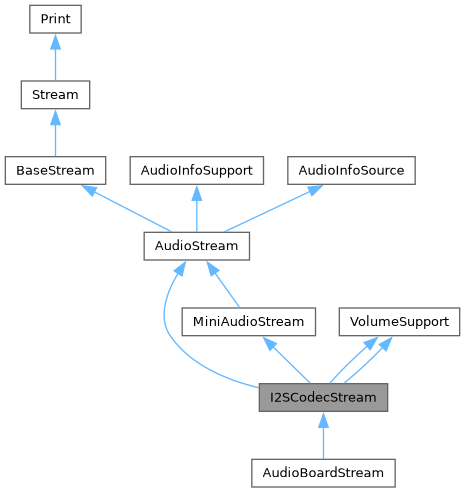 Print
Stream
BaseStream
AudioInfoSupport
AudioInfoSource
AudioStream
MiniAudioStream
VolumeSupport
I2SCodecStream
AudioBoardStream